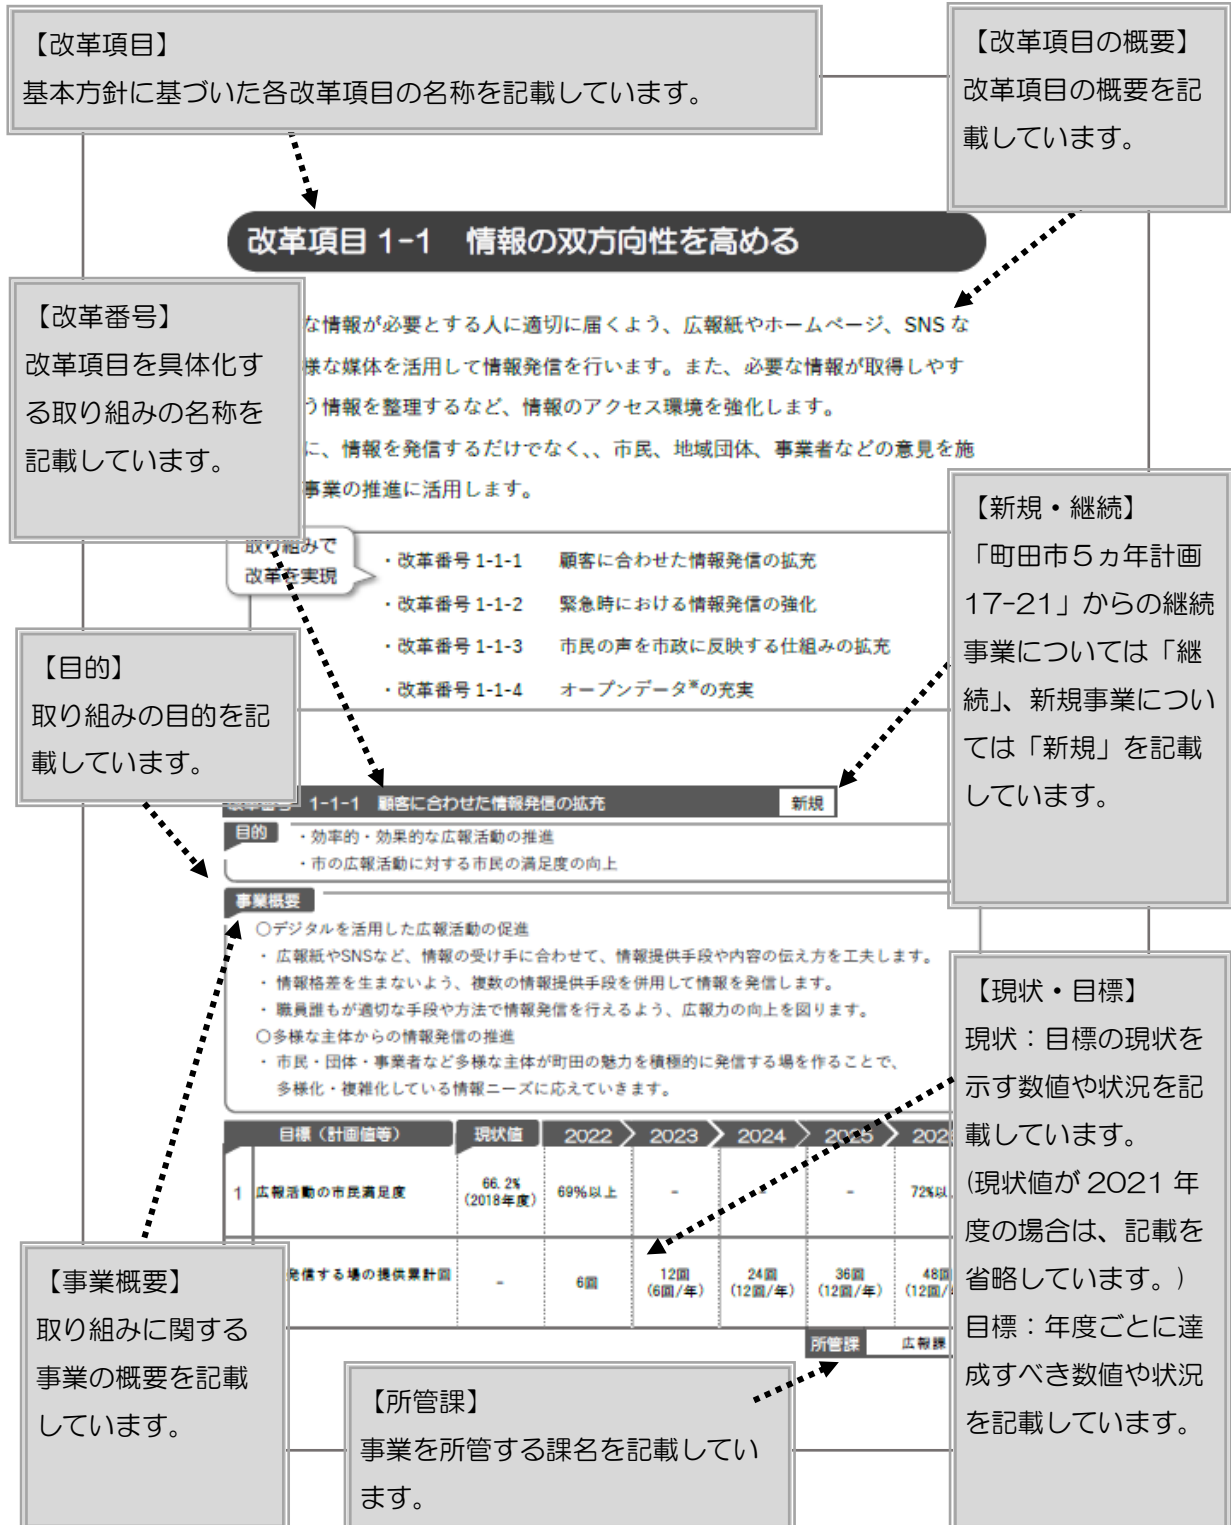 【改革項目】
基本方針に基づいた各改革項目の名称を記載しています。
【改革項目の概要】
改革項目の概要を記
載しています。
改革項目 1-1　情報の双方向性を高める
【改革番号】
改革項目を具体化す
る取り組みの名称を
記載しています。
な情報が必要とする人に適切に届くよう、広報紙やホームページ、SNS な
様な媒体を活用して情報発信を行います。また、必要な情報が取得しやす
う情報を整理するなど、情報のアクセス環境を強化します。
に、情報を発信するだけでなく、、市民、地域団体、事業者などの意見を施
事業の推進に活用します。
取り組みで
改革を実現
・改革番号 1-1-1　顧客に合わせた情報発信の拡充
・改革番号 1-1-2　緊急時における情報発信の強化
・改革番号 1-1-3　市民の声を市政に反映する仕組みの拡充
・改革番号 1-1-4　オープンデータ※の充実
【新規・継続】
「町田市５ヵ年計画
17-21」からの継続
事業については「継
続」、新規事業につい
ては「新規」を記載
しています。
【目的】
取り組みの目的を記
載しています。
1-1-1　顧客に合わせた情報発信の拡充　新規
目的
・効率的・効果的な広報活動の推進
・市の広報活動に対する市民の満足度の向上
事業概要
〇デジタルを活用した広報活動の促進
・ 広報紙やSNSなど、情報の受け手に合わせて、情報提供手段や内容の伝え方を工夫します。
・ 情報格差を生まないよう、複数の情報提供手段を併用して情報を発信します。
・ 職員誰もが適切な手段や方法で情報発信を行えるよう、広報力の向上を図ります。
〇多様な主体からの情報発信の推進
・ 市民・団体・事業者など多様な主体が町田の魅力を積極的に発信する場を作ることで、
多様化・複雑化している情報ニーズに応えていきます。
【現状・目標】
現状：目標の現状を
示す数値や状況を記
載しています。
(現状値が 2021 年
度の場合は、記載を
省略しています。)
目標：年度ごとに達
成すべき数値や状況
を記載しています。
目標（計画値等）　現状値　2022　2023　2024　2025　202
1　広報活動の市民満足度　66.2%　69%以上　-　-　-　72%以
(2018年度)
発信する場の提供累計回　-　6回　12回　24回　36回　48回
(6回/年)　(12回/年)　(12回/年)　(12回/
所管課　広報課
【事業概要】
取り組みに関する
事業の概要を記載
しています。
【所管課】
事業を所管する課名を記載してい
ます。